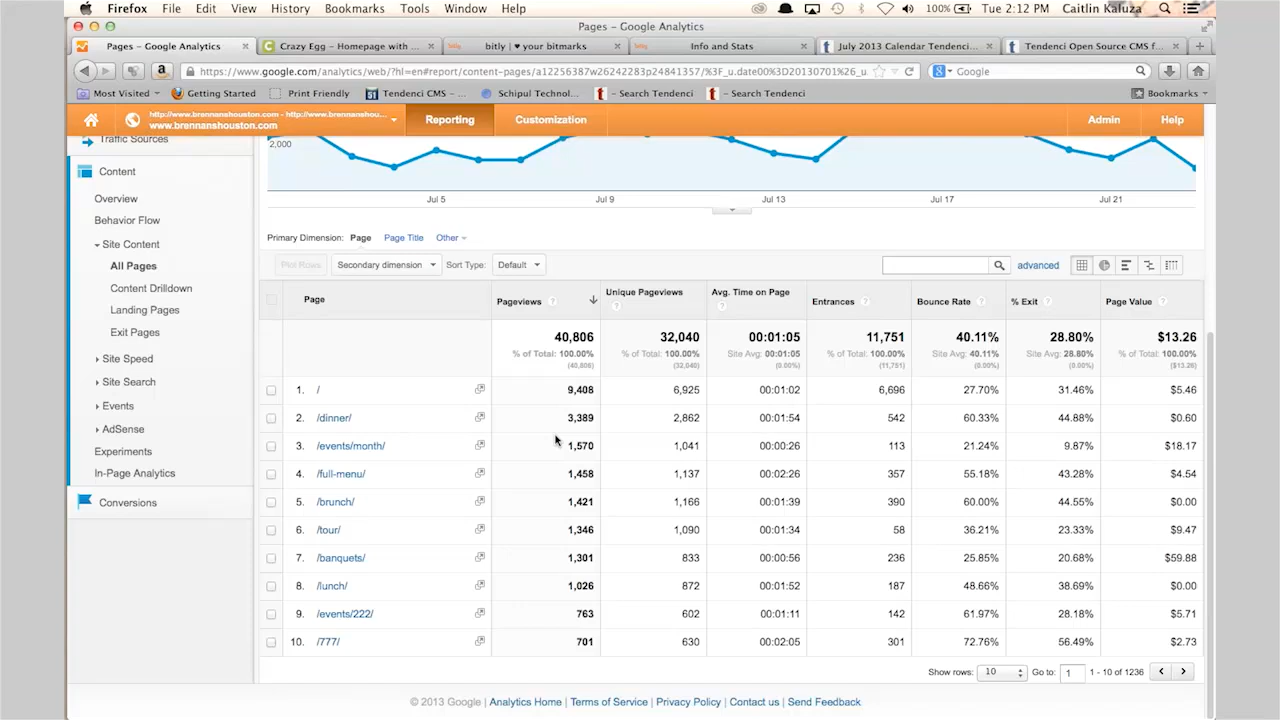 Firefox File Edit View History Bookmarks Tools Window Help 100% Tue 2:12 PM Caitlin Kaluza
Pages – Google Analytics
Pages – Google Analytics Crazy Egg – Homepage with ... bitly | ♥ your bitmarks Info and Stats July 2013 Calendar Tendenci... Tendenci Open Source CMS f...
https://www.google.com/analytics/web/?hl=en#report/content-pages/a12256387w26242283p24841357/%3F_u.date00%3D20130701%26_u. Google
Most Visited Getting Started Print Friendly Tendenci CMS – ... Schipul Technol... – Search Tendenci – Search Tendenci Bookmarks
http://www.brennanshouston.com - http://www.brennanshou...
www.brennanshouston.com
Reporting Customization Admin Help
Traffic Sources
Content
Overview
Behavior Flow
Site Content
All Pages
Content Drilldown
Landing Pages
Exit Pages
Site Speed
Site Search
Events
AdSense
Experiments
In-Page Analytics
Conversions
2,000
Jul 5 Jul 9 Jul 13 Jul 17 Jul 21
Primary Dimension: Page Page Title Other
Plot Rows Secondary dimension Sort Type: Default advanced
Page Pageviews ? Unique Pageviews ? Avg. Time on Page ? Entrances ? Bounce Rate ? % Exit ? Page Value ?
40,806 32,040 00:01:05 11,751 40.11% 28.80% $13.26
% of Total: 100.00% % of Total: 100.00% Site Avg: 00:01:05 % of Total: 100.00% Site Avg: 40.11% Site Avg: 28.80% % of Total: 100.00%
(40,806) (32,040) (0.00%) (11,751) (0.00%) (0.00%) ($13.26)
1. / 9,408 6,925 00:01:02 6,696 27.70% 31.46% $5.46
2. /dinner/ 3,389 2,862 00:01:54 542 60.33% 44.88% $0.60
3. /events/month/ 1,570 1,041 00:00:26 113 21.24% 9.87% $18.17
4. /full-menu/ 1,458 1,137 00:02:26 357 55.18% 43.28% $4.54
5. /brunch/ 1,421 1,166 00:01:39 390 60.00% 44.55% $0.00
6. /tour/ 1,346 1,090 00:01:34 58 36.21% 23.33% $9.47
7. /banquets/ 1,301 833 00:00:56 236 25.85% 20.68% $59.88
8. /lunch/ 1,026 872 00:01:52 187 48.66% 38.69% $0.00
9. /events/222/ 763 602 00:01:11 142 61.97% 28.18% $5.71
10. /777/ 701 630 00:02:05 301 72.76% 56.49% $2.73
Show rows: 10 Go to: 1 1 - 10 of 1236
© 2013 Google | Analytics Home | Terms of Service | Privacy Policy | Contact us | Send Feedback